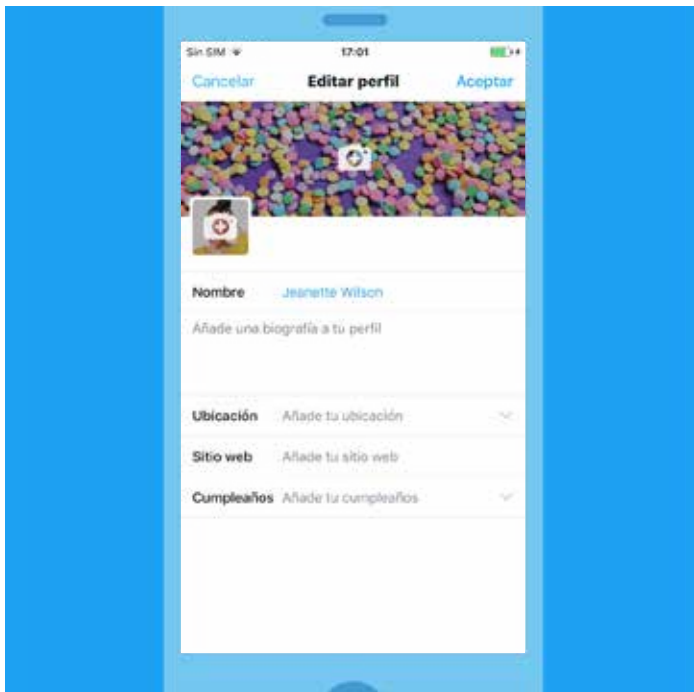 Sin SIM 17:01
Cancelar Editar perfil Aceptar
Nombre Jeanette Wilson
Añade una biografía a tu perfil
Ubicación Añade tu ubicación
Sitio web Añade tu sitio web
Cumpleaños Añade tu cumpleaños